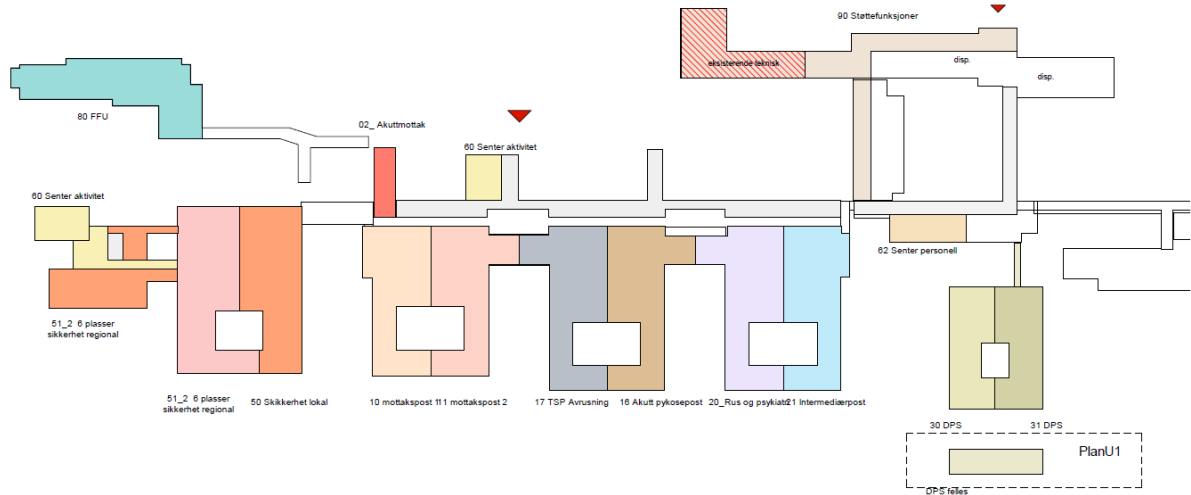 90 Støttefunksjoner
eksisterende teknisk
disp.
disp.
80 FFU
02_ Akuttmottak
60 Senter aktivitet
60 Senter aktivitet
62 Senter personell
51_2 6 plasser
sikkerhet regional
51_2 6 plasser
sikkerhet regional
50 Skikkerhet lokal
10 mottakspost 1
11 mottakspost 2
17 TSP Avrusning
16 Akutt pykosepost
20_Rus og psykiatri
21 Intermediærpost
30 DPS
31 DPS
PlanU1
DPS felles